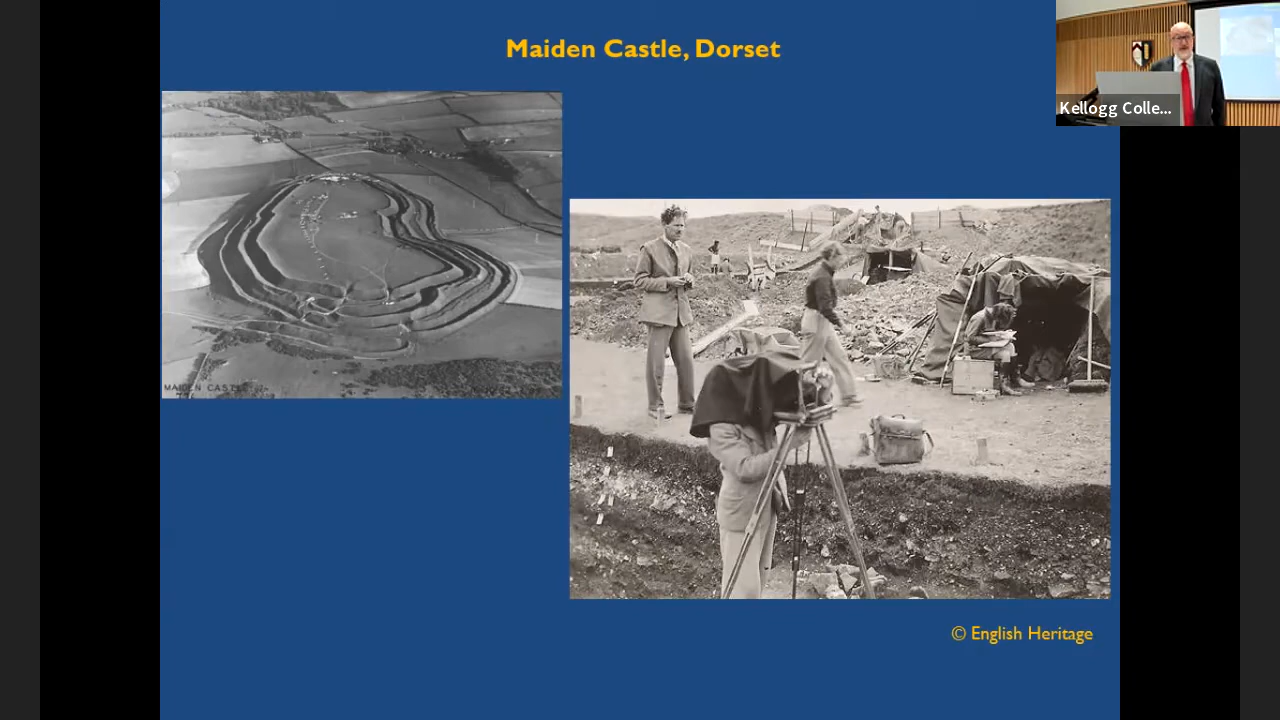 Maiden Castle, Dorset
Kellogg Colle...
MAIDEN CASTLE
© English Heritage